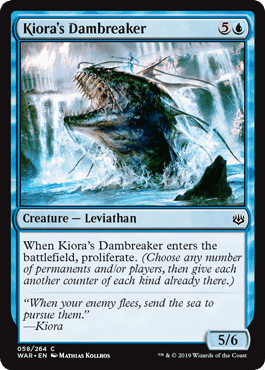 Kiora's Dambreaker 5
Creature — Leviathan
When Kiora's Dambreaker enters the
battlefield, proliferate. (Choose any number
of permanents and/or players, then give each
another counter of each kind already there.)
"When your enemy flees, send the sea to
pursue them."
—Kiora
5/6
058/264 C
WAR • EN Mathias Kollros
™ & © 2019 Wizards of the Coast